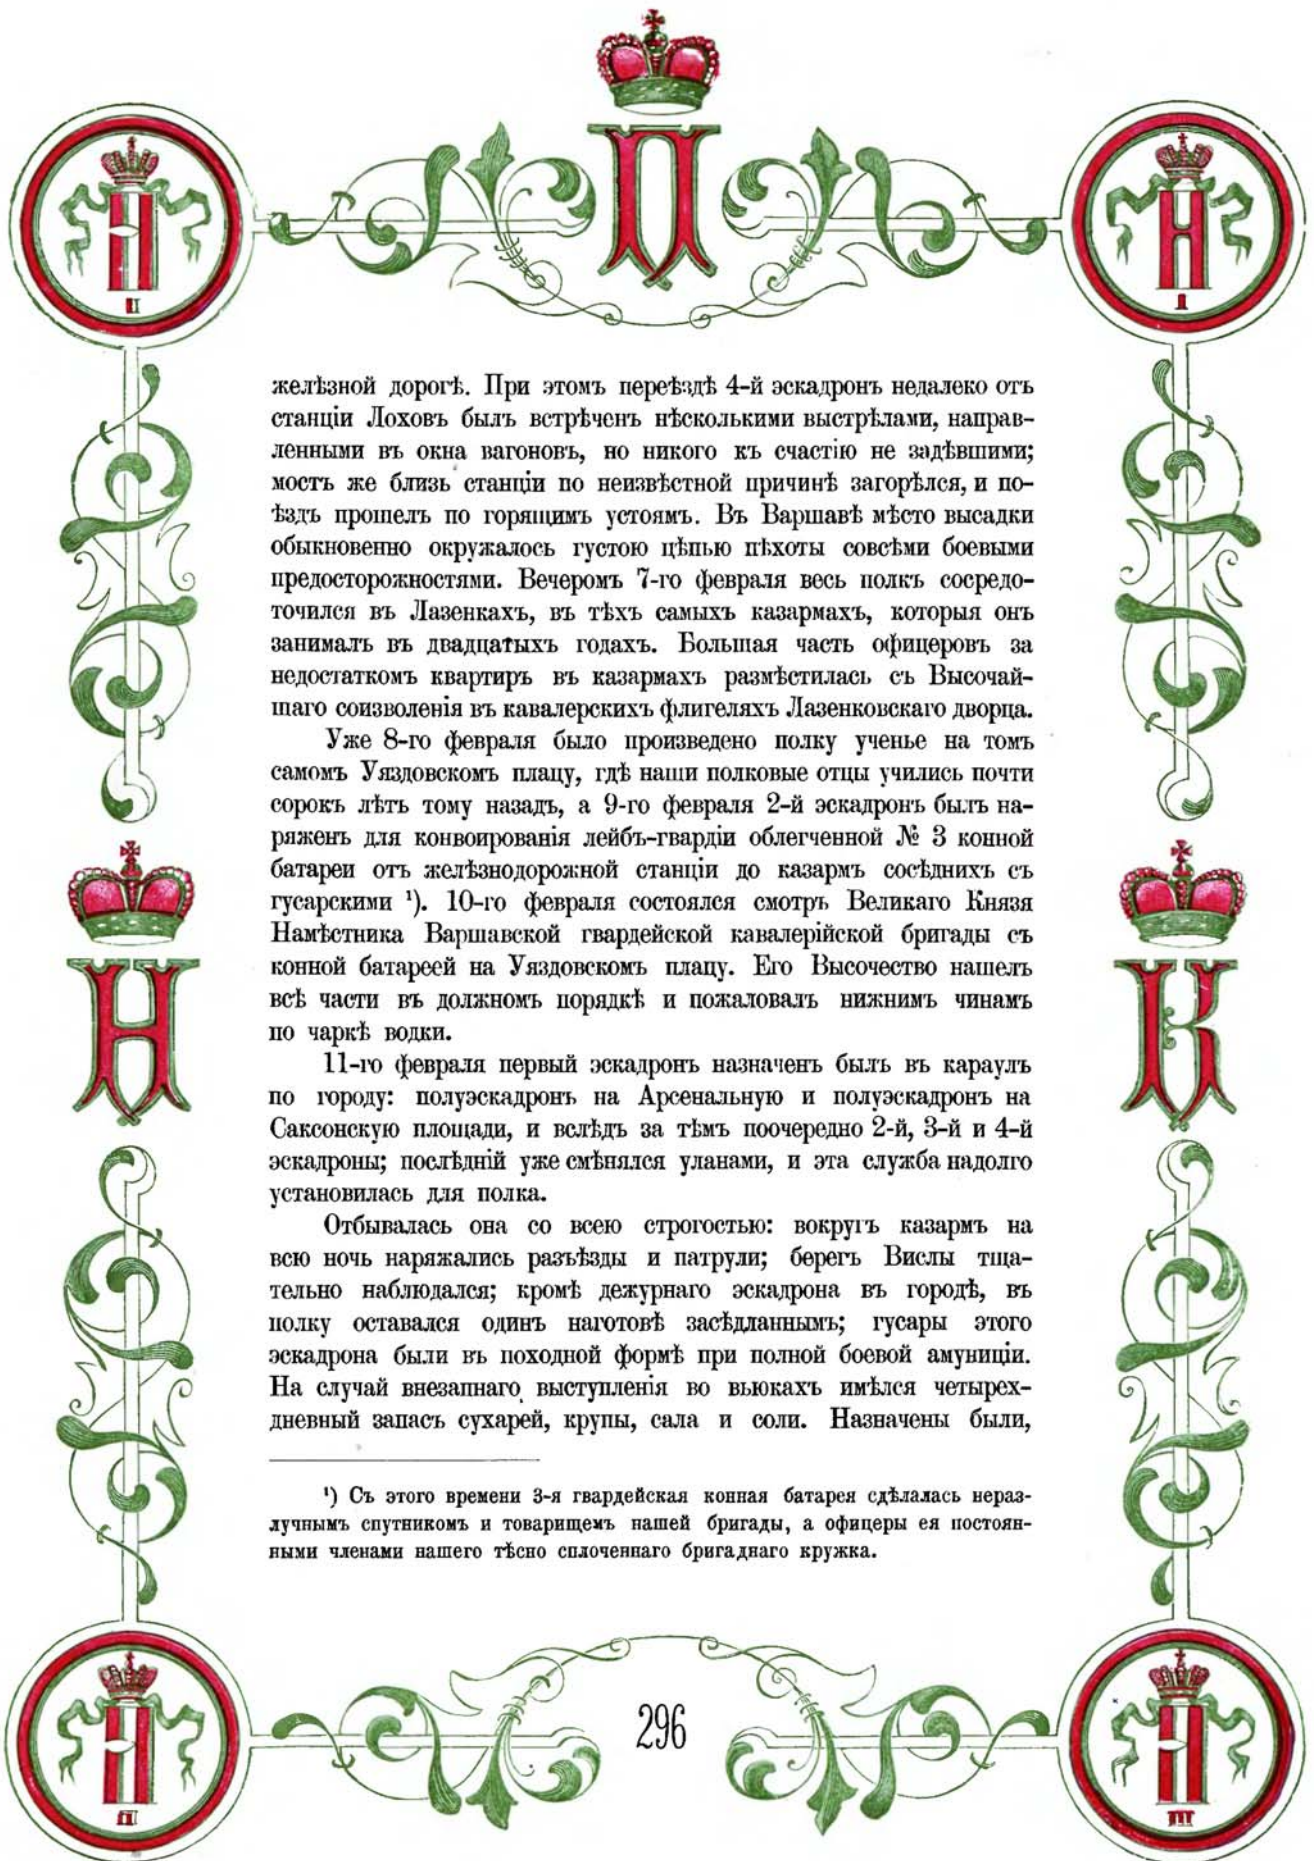 П
II
I
желѣзной дорогѣ. При этомъ переѣздѣ 4-й эскадронъ недалеко отъ
станціи Лоховъ былъ встрѣченъ нѣсколькими выстрѣлами, направ-
ленными въ окна вагоновъ, но никого къ счастію не задѣвшими;
мостъ же близь станціи по неизвѣстной причинѣ загорѣлся, и по-
ѣздъ прошелъ по горящимъ устоямъ. Въ Варшавѣ мѣсто высадки
обыкновенно окружалось густою цѣпью пѣхоты совсѣми боевыми
предосторожностями. Вечеромъ 7-го февраля весь полкъ сосредо-
точился въ Лазенкахъ, въ тѣхъ самыхъ казармахъ, которыя онъ
занималъ въ двадцатыхъ годахъ. Большая часть офицеровъ за
недостаткомъ квартиръ въ казармахъ размѣстилась съ Высочай-
шаго соизволенія въ кавалерскихъ флигеляхъ Лазенковскаго дворца.
Уже 8-го февраля было произведено полку ученье на томъ
самомъ Уяздовскомъ плацу, гдѣ наши полковые отцы учились почти
сорокъ лѣтъ тому назадъ, а 9-го февраля 2-й эскадронъ былъ на-
ряженъ для конвоированія лейбъ-гвардіи облегченной № 3 конной
батареи отъ желѣзнодорожной станціи до казармъ сосѣднихъ съ
гусарскими ¹). 10-го февраля состоялся смотръ Великаго Князя
Намѣстника Варшавской гвардейской кавалерійской бригады съ
конной батареей на Уяздовскомъ плацу. Его Высочество нашелъ
всѣ части въ должномъ порядкѣ и пожаловалъ нижнимъ чинамъ
по чаркѣ водки.
11-го февраля первый эскадронъ назначенъ былъ въ караулъ
по городу: полуэскадронъ на Арсенальную и полуэскадронъ на
Саксонскую площади, и вслѣдъ за тѣмъ поочередно 2-й, 3-й и 4-й
эскадроны; послѣдній уже смѣнялся уланами, и эта служба надолго
установилась для полка.
Отбывалась она со всею строгостью: вокругъ казармъ на
всю ночь наряжались разъѣзды и патрули; берегъ Вислы тща-
тельно наблюдался; кромѣ дежурнаго эскадрона въ городѣ, въ
полку оставался одинъ наготовѣ засѣдланнымъ; гусары этого
эскадрона были въ походной формѣ при полной боевой амуниціи.
На случай внезапнаго выступленія во вьюкахъ имѣлся четырех-
дневный запасъ сухарей, крупы, сала и соли. Назначены были,
¹) Съ этого времени 3-я гвардейская конная батарея сдѣлалась нераз-
лучнымъ спутникомъ и товарищемъ нашей бригады, а офицеры ея постоян-
ными членами нашего тѣсно сплоченнаго бригаднаго кружка.
Н
К
296
III